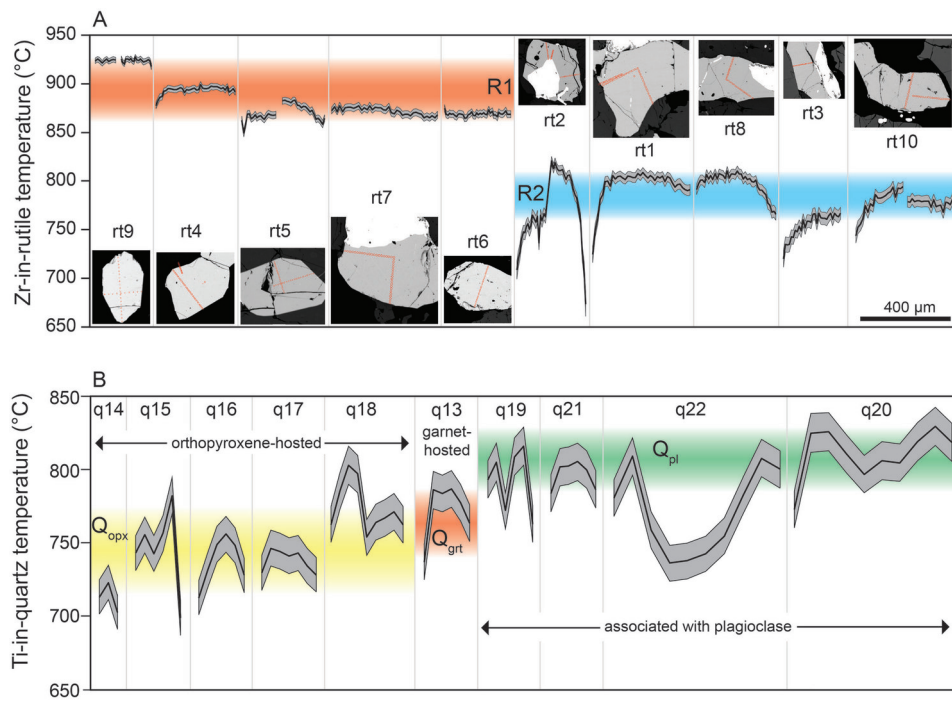 A
Zr-in-rutile temperature (°C)
950
900
850
800
750
700
650
R1
R2
rt9
rt4
rt5
rt7
rt6
rt2
rt1
rt8
rt3
rt10
400 µm
B
Ti-in-quartz temperature (°C)
850
800
750
700
650
q14
q15
q16
q17
q18
q13
q19
q21
q22
q20
orthopyroxene-hosted
garnet-
hosted
Qopx
Qgrt
Qpl
associated with plagioclase